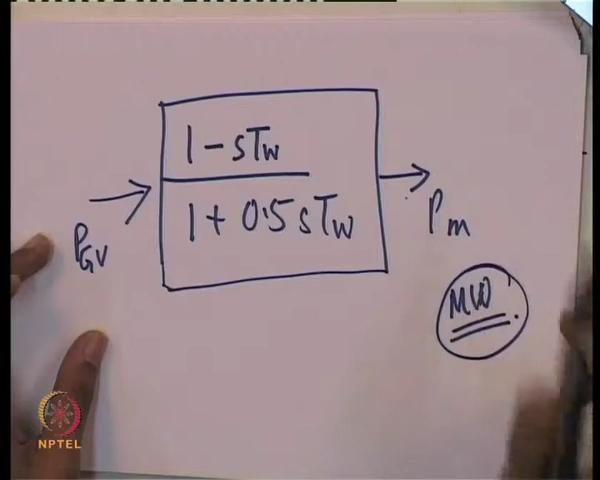 1 - sTw
1 + 0.5 sTw
PGV
Pm
MW
NPTEL